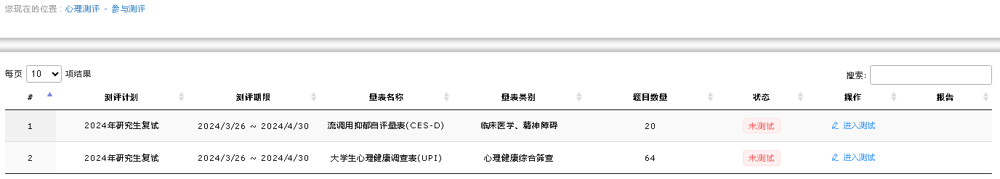 您现在的位置：心理测评 - 参与测评
每页 10 项结果
搜索:
# 测评计划 测评期限 量表名称 量表类别 题目数量 状态 操作 报告
1 2024年研究生复试 2024/3/26 ~ 2024/4/30 流调用抑郁自评量表(CES-D) 临床医学、精神障碍 20 未测试 进入测试
2 2024年研究生复试 2024/3/26 ~ 2024/4/30 大学生心理健康调查表(UPI) 心理健康综合筛查 64 未测试 进入测试